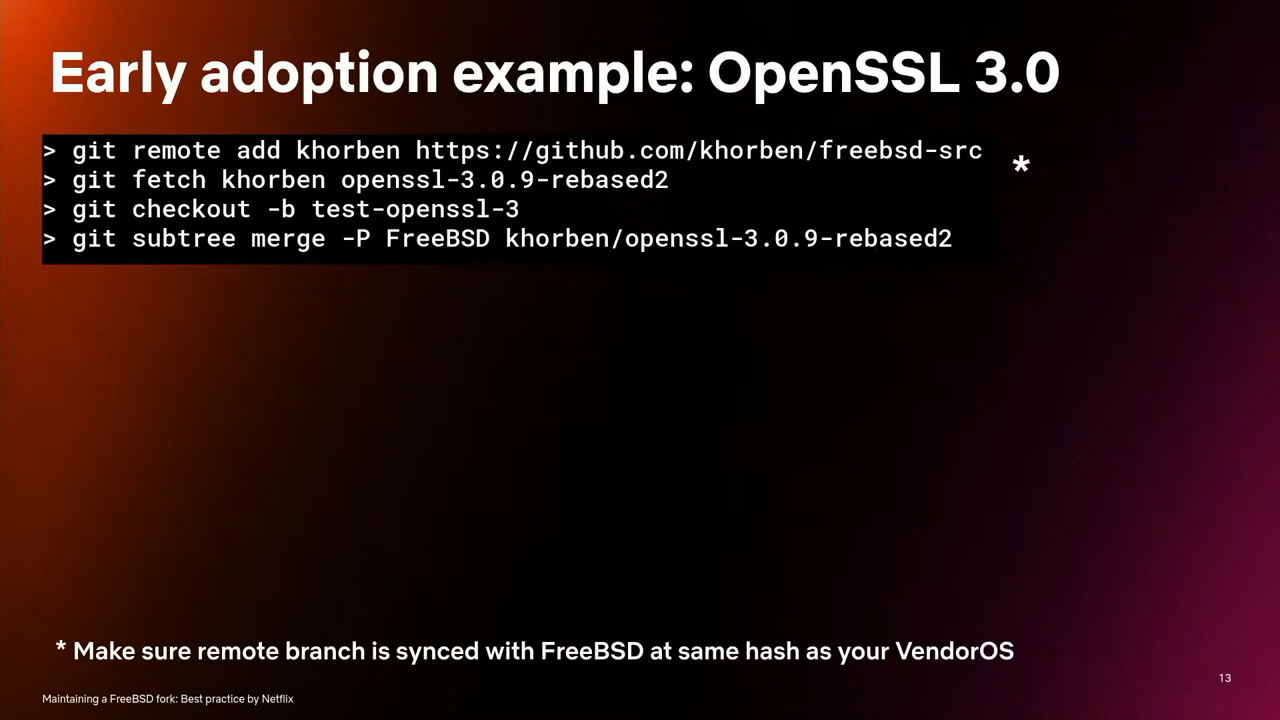 Early adoption example: OpenSSL 3.0
> git remote add khorben https://github.com/khorben/freebsd-src
*
> git fetch khorben openssl-3.0.9-rebased2
> git checkout -b test-openssl-3
> git subtree merge -P FreeBSD khorben/openssl-3.0.9-rebased2
* Make sure remote branch is synced with FreeBSD at same hash as your VendorOS
13
Maintaining a FreeBSD fork: Best practice by Netflix